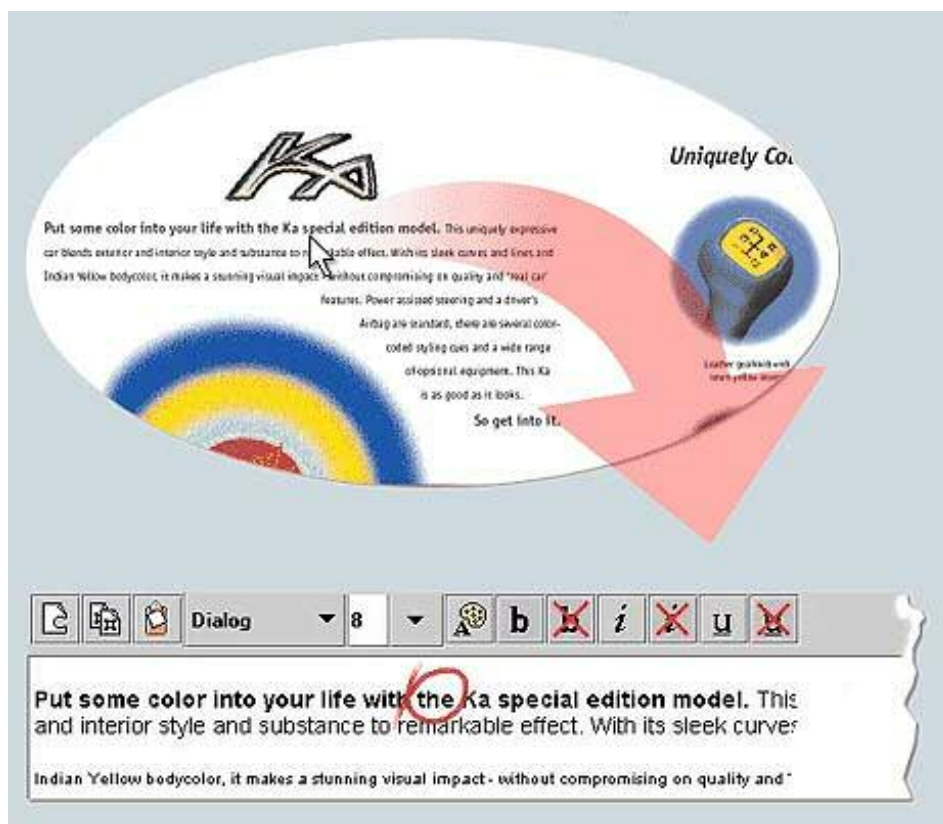 Ka
Uniquely Co
Put some color into your life with the Ka special edition model. This uniquely expressive
car blends exterior and interior style and substance to effect. With its sleek curves and lines and
Indian Yellow bodycolor, it makes a stunning visual impact - without compromising on quality and 'real car'
features. Power assisted steering and a driver's
Airbag are standard, there are several color-
coded styling cues and a wide range
of optional equipment. This Ka
is as good as it looks.
So get into it.
Leather gearknob with
Dialog 8 b b i i u u
Put some color into your life with the Ka special edition model. This
and interior style and substance to remarkable effect. With its sleek curves
Indian Yellow bodycolor, it makes a stunning visual impact - without compromising on quality and "